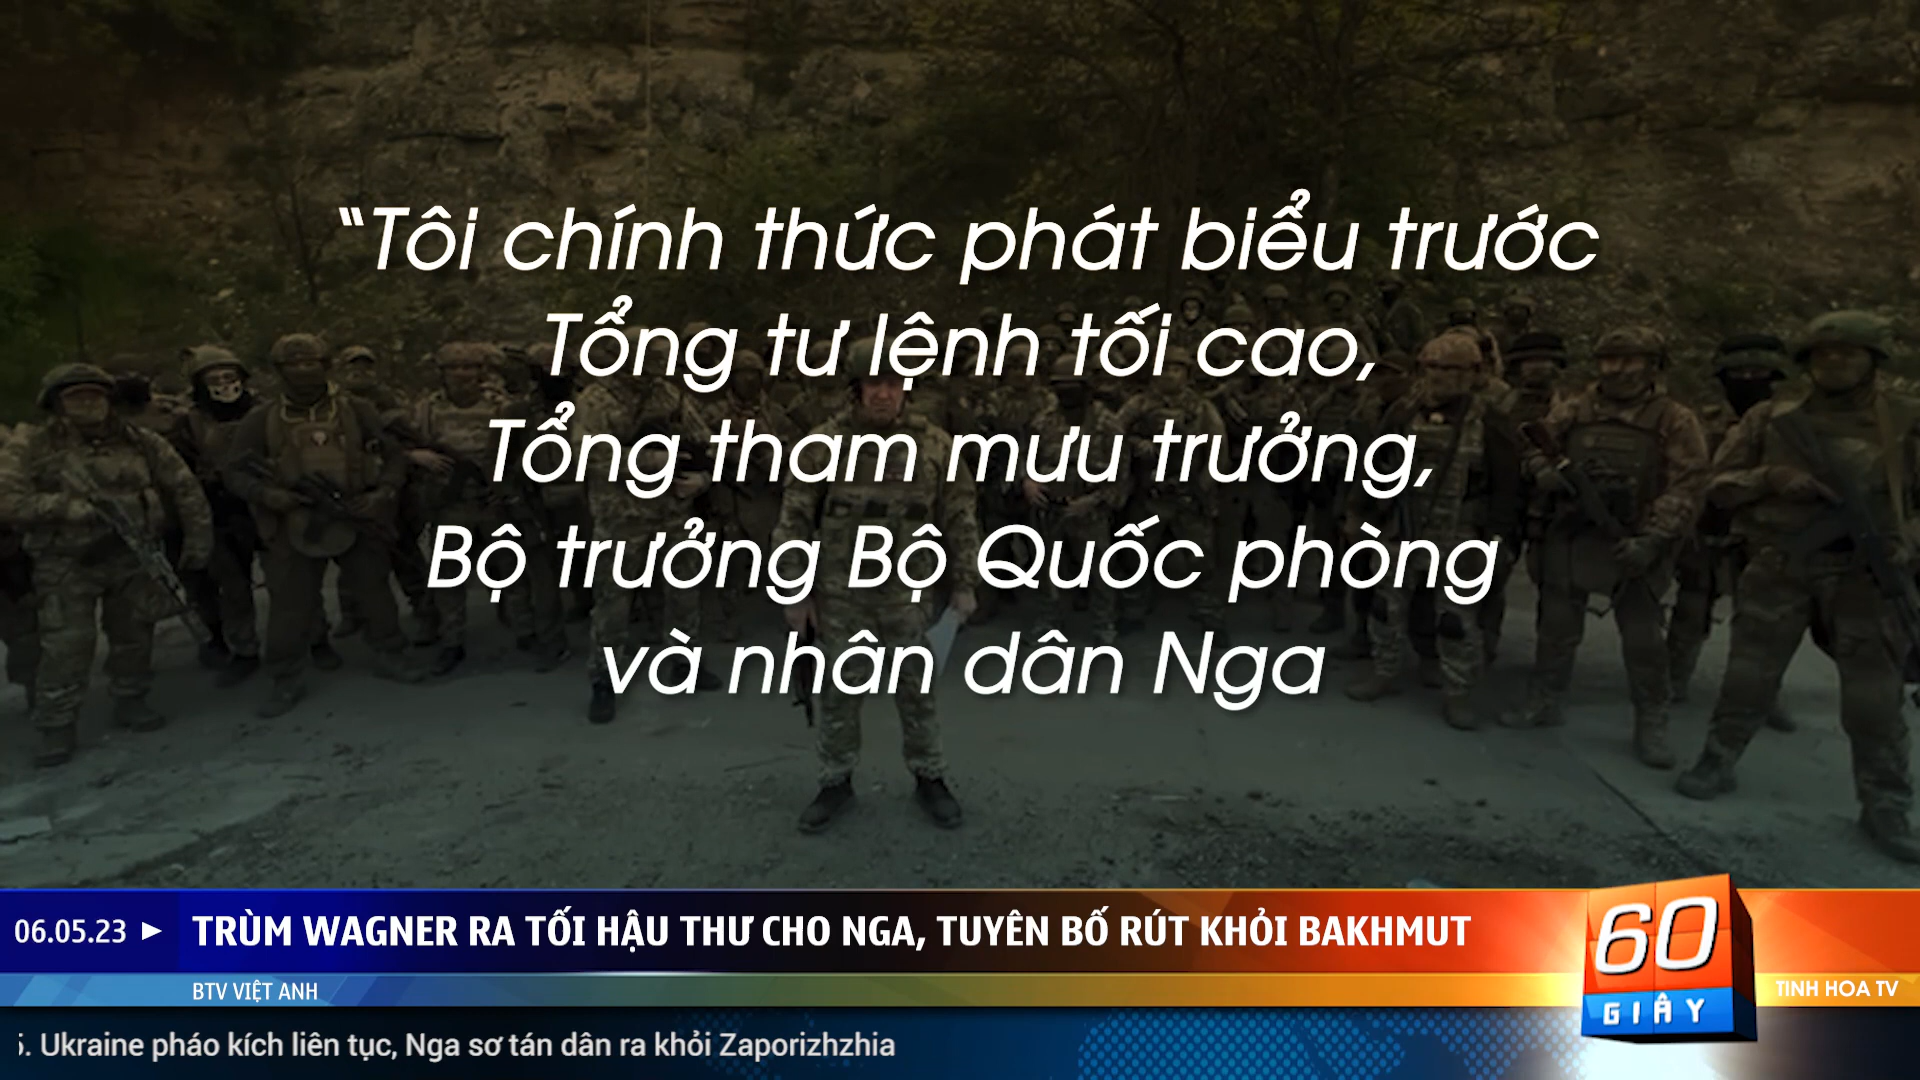 “Tôi chính thức phát biểu trước
Tổng tư lệnh tối cao,
Tổng tham mưu trưởng,
Bộ trưởng Bộ Quốc phòng
và nhân dân Nga
06.05.23
TRÙM WAGNER RA TỐI HẬU THƯ CHO NGA, TUYÊN BỐ RÚT KHỎI BAKHMUT
60
GIÂY
BTV VIỆT ANH
TINH HOA TV
. Ukraine pháo kích liên tục, Nga sơ tán dân ra khỏi Zaporizhzhia